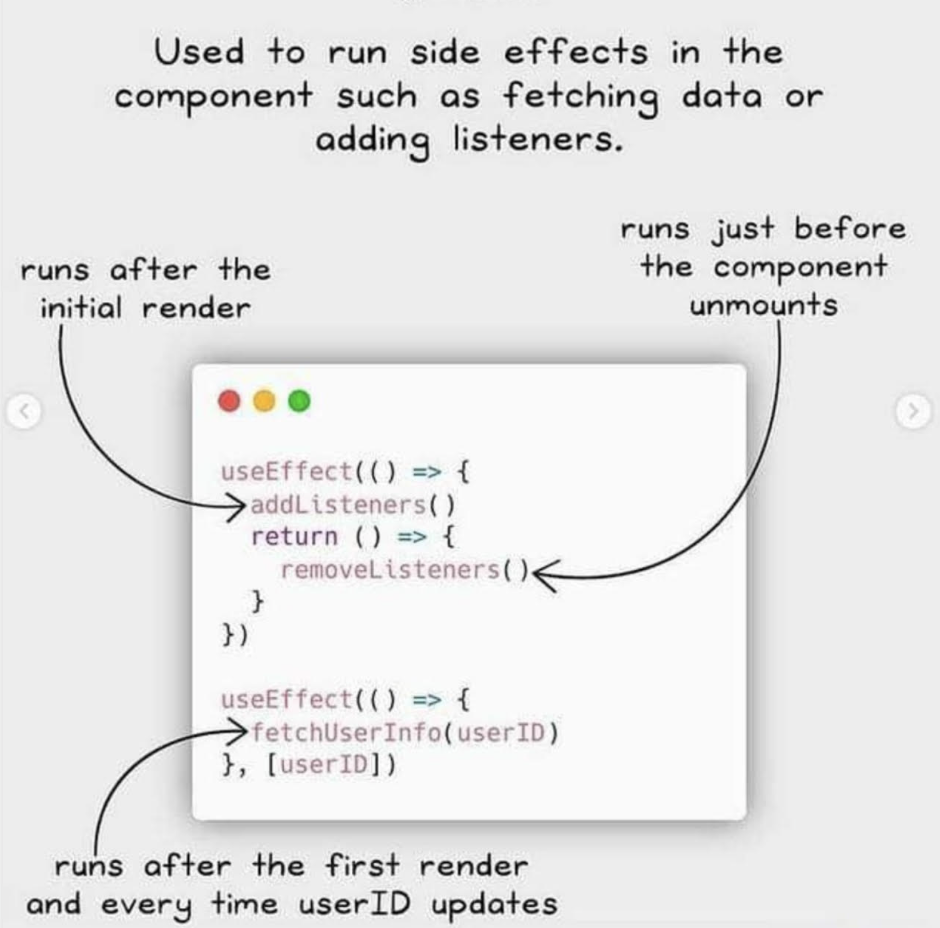 Used to run side effects in the
component such as fetching data or
adding listeners.
runs after the
initial render
runs just before
the component
unmounts
useEffect(() => {
  addListeners()
  return () => {
    removeListeners()
  }
})
useEffect(() => {
  fetchUserInfo(userID)
}, [userID])
runs after the first render
and every time userID updates